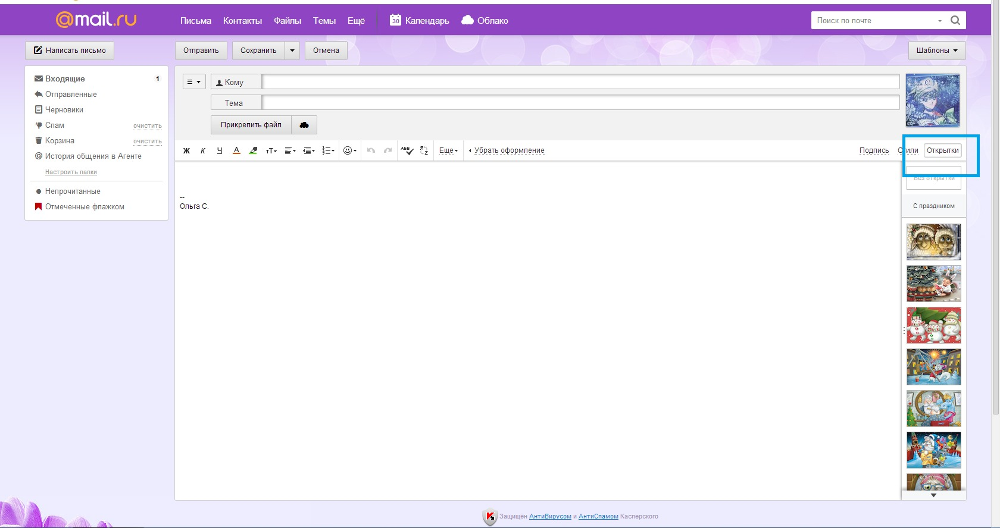 @mail.ru
Письма Контакты Файлы Темы Ещё 30 Календарь Облако Поиск по почте
Написать письмо Отправить Сохранить Отмена Шаблоны
Входящие 1
Отправленные
Черновики
Спам очистить
Корзина очистить
@ История общения в Агенте
Настроить папки
Непрочитанные
Отмеченные флажком
Кому
Тема
Прикрепить файл
Ж К Ч А тТ АБВ Я Z Еще Убрать оформление Подпись Стили Открытки
Без открытки
С праздником
--
Ольга С.
Защищён АнтиВирусом и АнтиСпамом Касперского